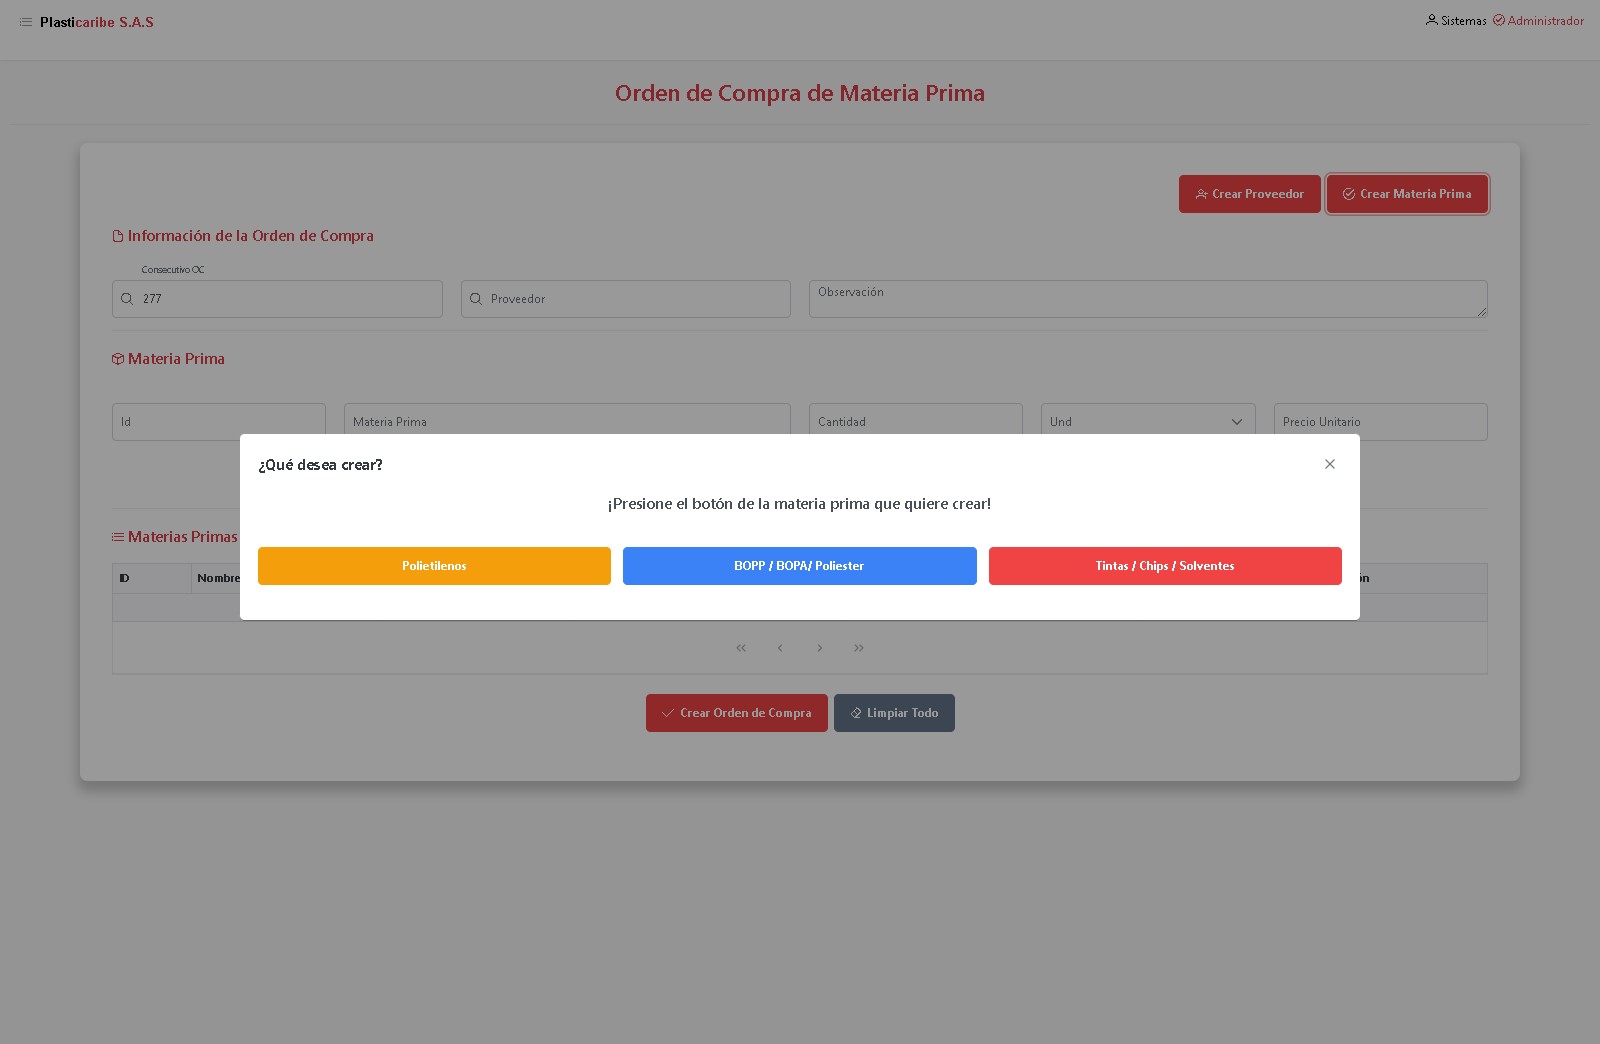 Plasticaribe S.A.S
Sistemas Administrador
Orden de Compra de Materia Prima
Crear Proveedor Crear Materia Prima
Información de la Orden de Compra
Consecutivo OC
277 Proveedor Observación
Materia Prima
Id Materia Prima Cantidad Und Precio Unitario
¿Qué desea crear?
¡Presione el botón de la materia prima que quiere crear!
Materias Primas
Polietilenos BOPP / BOPA/ Poliester Tintas / Chips / Solventes
ID Nombre
Crear Orden de Compra Limpiar Todo